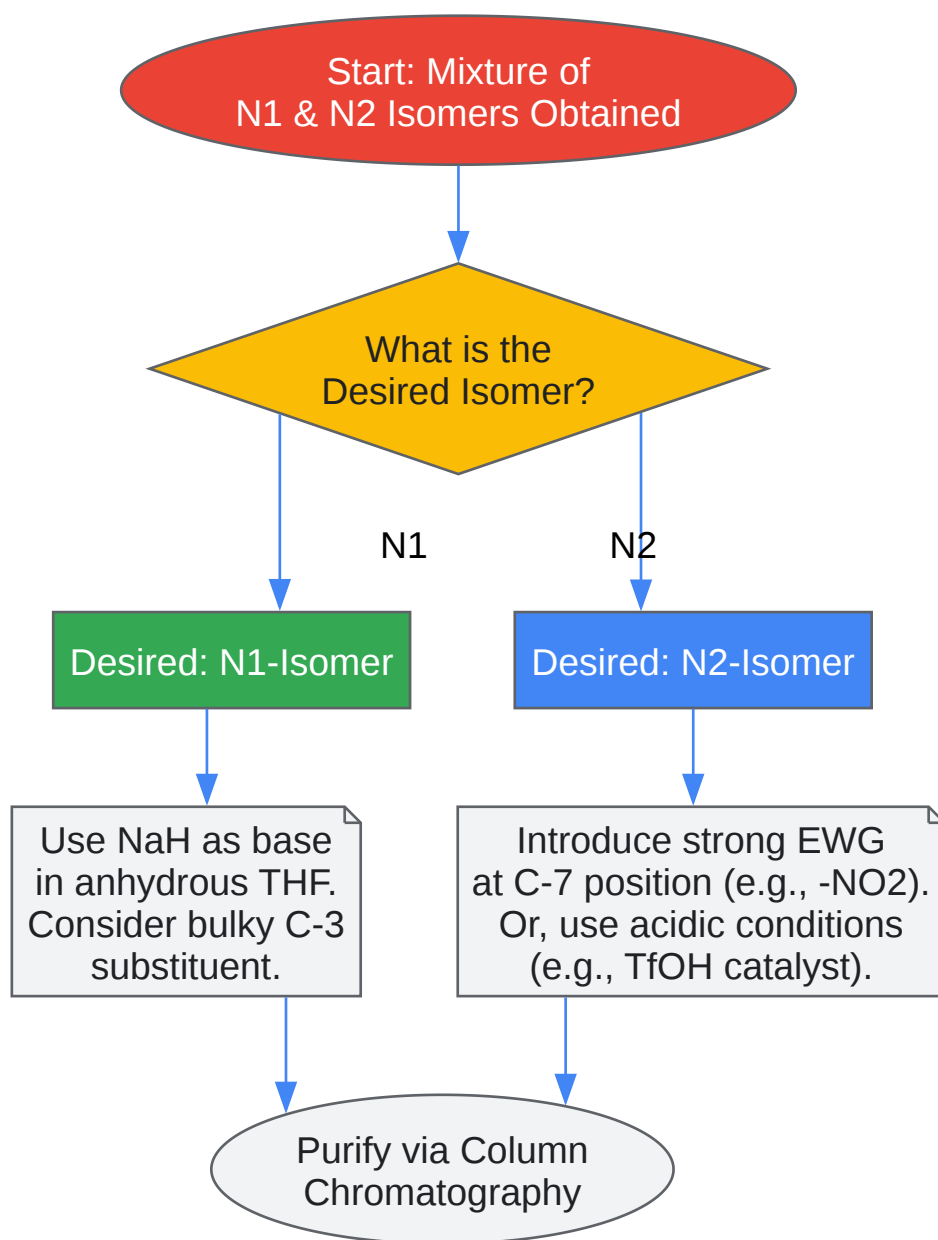 Start: Mixture of
N1 & N2 Isomers Obtained
What is the
Desired Isomer?
N1
N2
Desired: N1-Isomer
Desired: N2-Isomer
Use NaH as base
in anhydrous THF.
Consider bulky C-3
substituent.
Introduce strong EWG
at C-7 position (e.g., -NO2).
Or, use acidic conditions
(e.g., TfOH catalyst).
Purify via Column
Chromatography